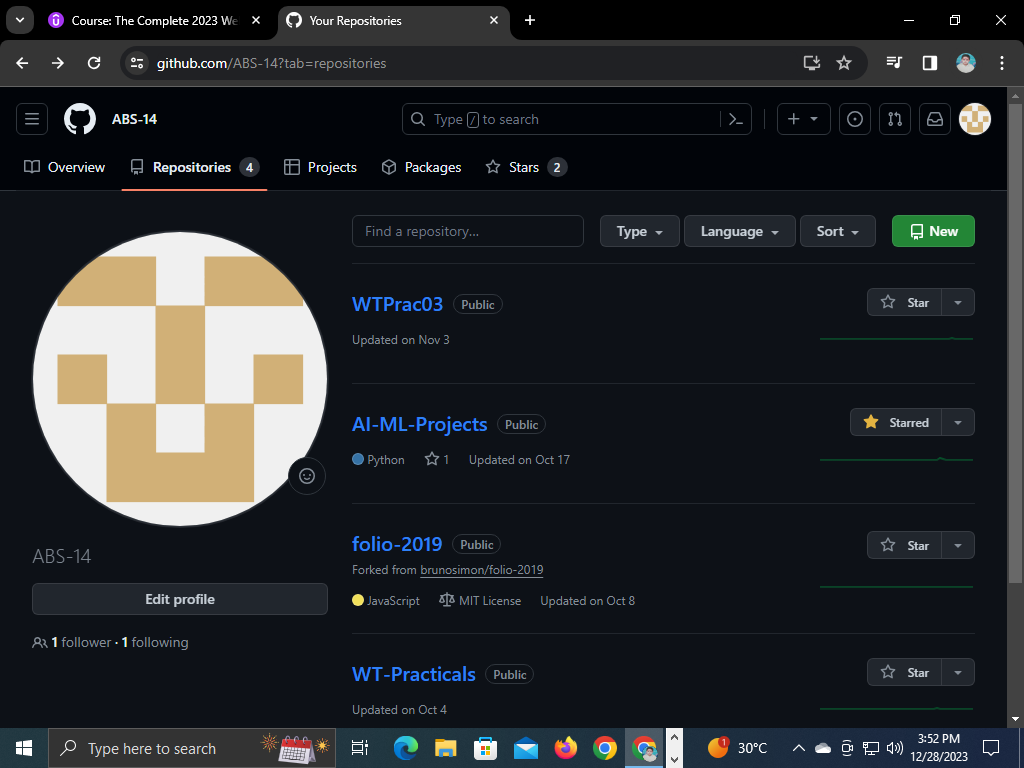 Course: The Complete 2023 We
Your Repositories
github.com/ABS-14?tab=repositories
ABS-14
Type / to search
Overview
Repositories 4
Projects
Packages
Stars 2
Find a repository...
Type
Language
Sort
New
WTPrac03 Public
Star
Updated on Nov 3
AI-ML-Projects Public
Starred
Python 1 Updated on Oct 17
folio-2019 Public
Star
Forked from brunosimon/folio-2019
JavaScript MIT License Updated on Oct 8
WT-Practicals Public
Star
Updated on Oct 4
ABS-14
Edit profile
1 follower · 1 following
Type here to search
1
30°C
3:52 PM
12/28/2023